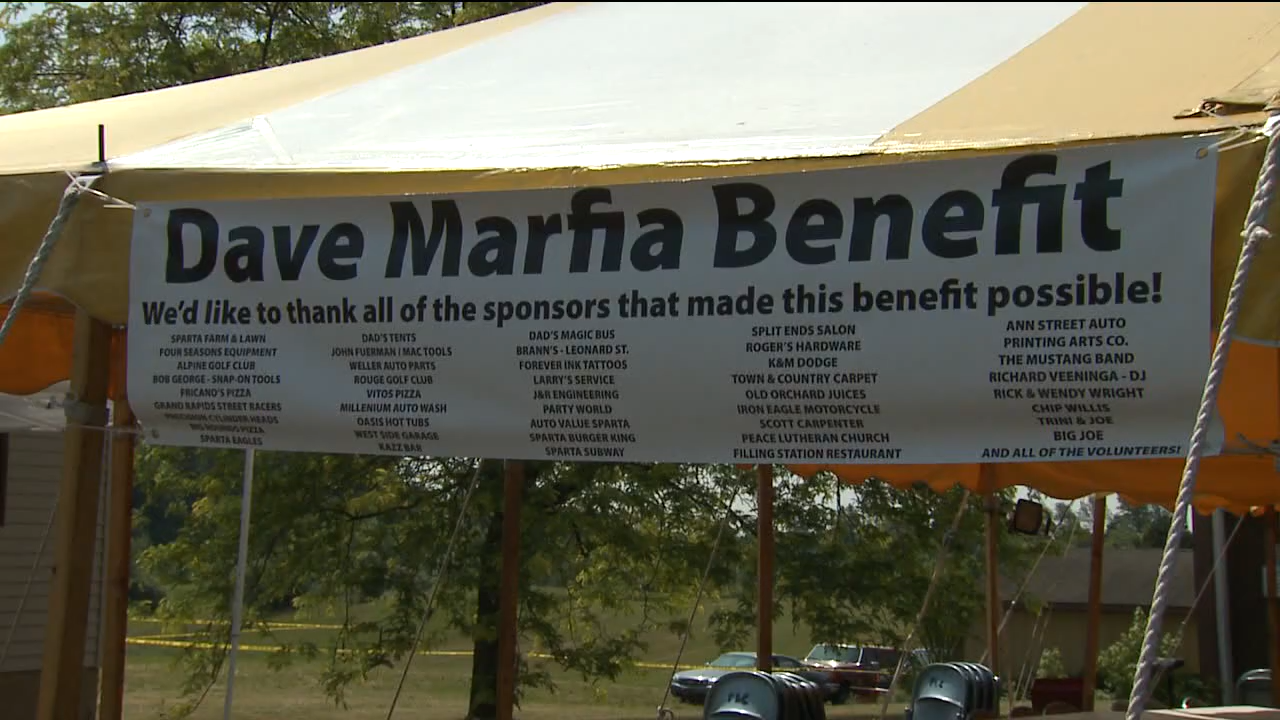 Dave Marfia Benefit
We'd like to thank all of the sponsors that made this benefit possible!
SPARTA FARM & LAWN
FOUR SEASONS EQUIPMENT
ALPINE GOLF CLUB
BOB GEORGE - SNAP-ON TOOLS
FRICANO'S PIZZA
GRAND RAPIDS STREET RACERS
PRECISION CYLINDER HEADS
BIG ROUNDO PIZZA
SPARTA EAGLES
DAD'S TENTS
JOHN FUERMAN / MAC TOOLS
WELLER AUTO PARTS
ROUGE GOLF CLUB
VITOS PIZZA
MILLENIUM AUTO WASH
OASIS HOT TUBS
WEST SIDE GARAGE
KAZZ BAR
DAD'S MAGIC BUS
BRANN'S - LEONARD ST.
FOREVER INK TATTOOS
LARRY'S SERVICE
J&R ENGINEERING
PARTY WORLD
AUTO VALUE SPARTA
SPARTA BURGER KING
SPARTA SUBWAY
SPLIT ENDS SALON
ROGER'S HARDWARE
K&M DODGE
TOWN & COUNTRY CARPET
OLD ORCHARD JUICES
IRON EAGLE MOTORCYCLE
SCOTT CARPENTER
PEACE LUTHERAN CHURCH
FILLING STATION RESTAURANT
ANN STREET AUTO
PRINTING ARTS CO.
THE MUSTANG BAND
RICHARD VEENINGA - DJ
RICK & WENDY WRIGHT
CHIP WILLIS
TRINI & JOE
BIG JOE
AND ALL OF THE VOLUNTEERS!